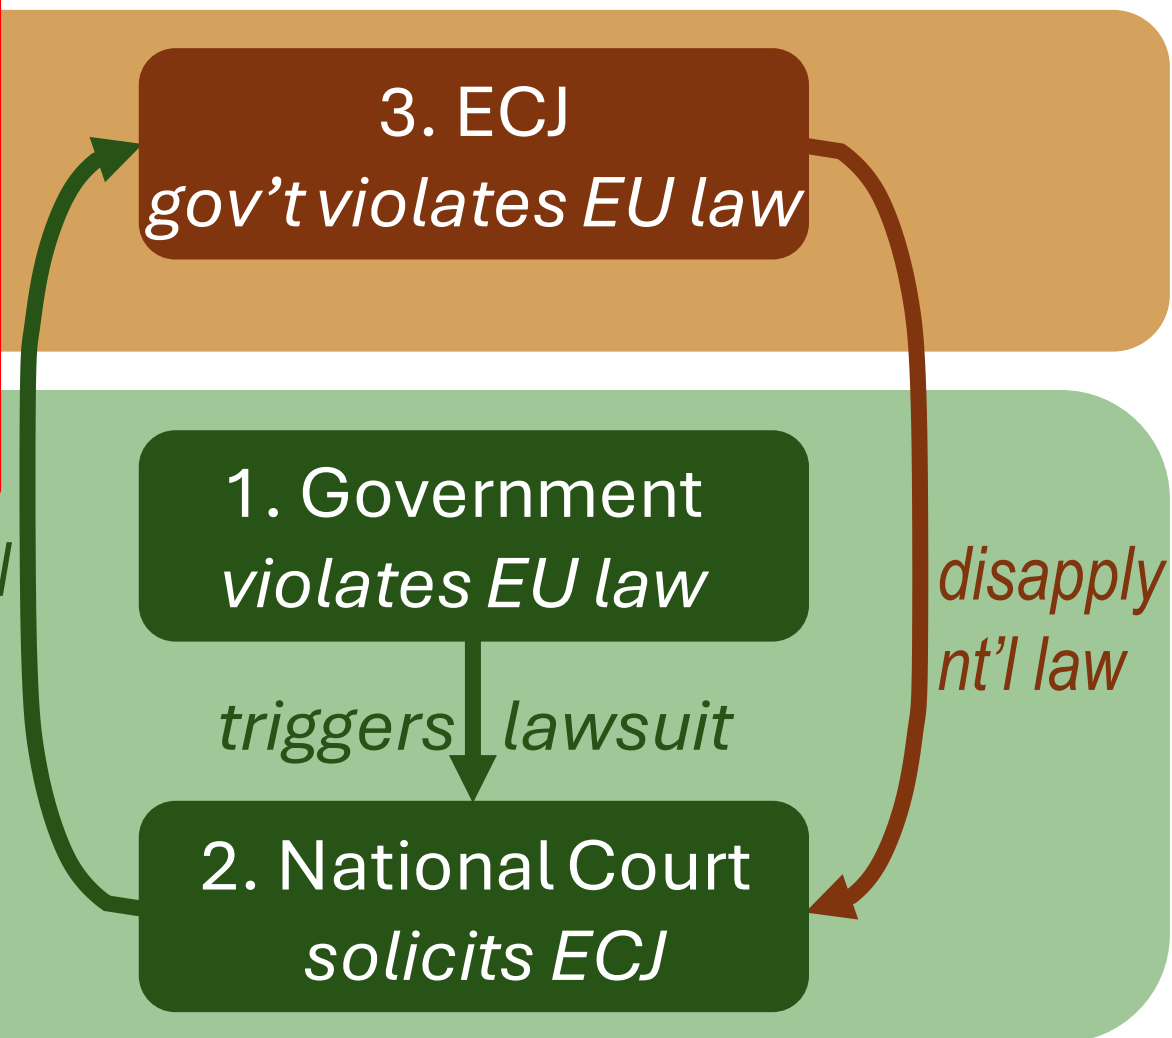 3. ECJ
gov’t violates EU law
1. Government
violates EU law
disapply
nt’l law
triggers lawsuit
2. National Court
solicits ECJ